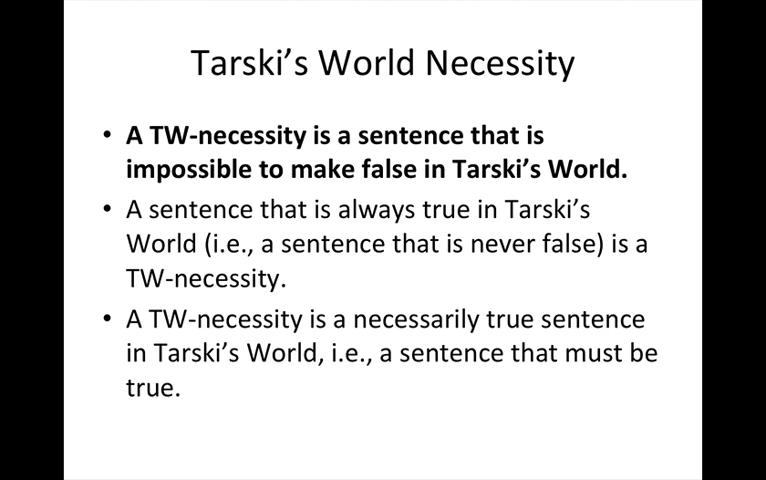 Tarski’s World Necessity
• A TW-necessity is a sentence that is
impossible to make false in Tarski’s World.
• A sentence that is always true in Tarski’s
World (i.e., a sentence that is never false) is a
TW-necessity.
• A TW-necessity is a necessarily true sentence
in Tarski’s World, i.e., a sentence that must be
true.